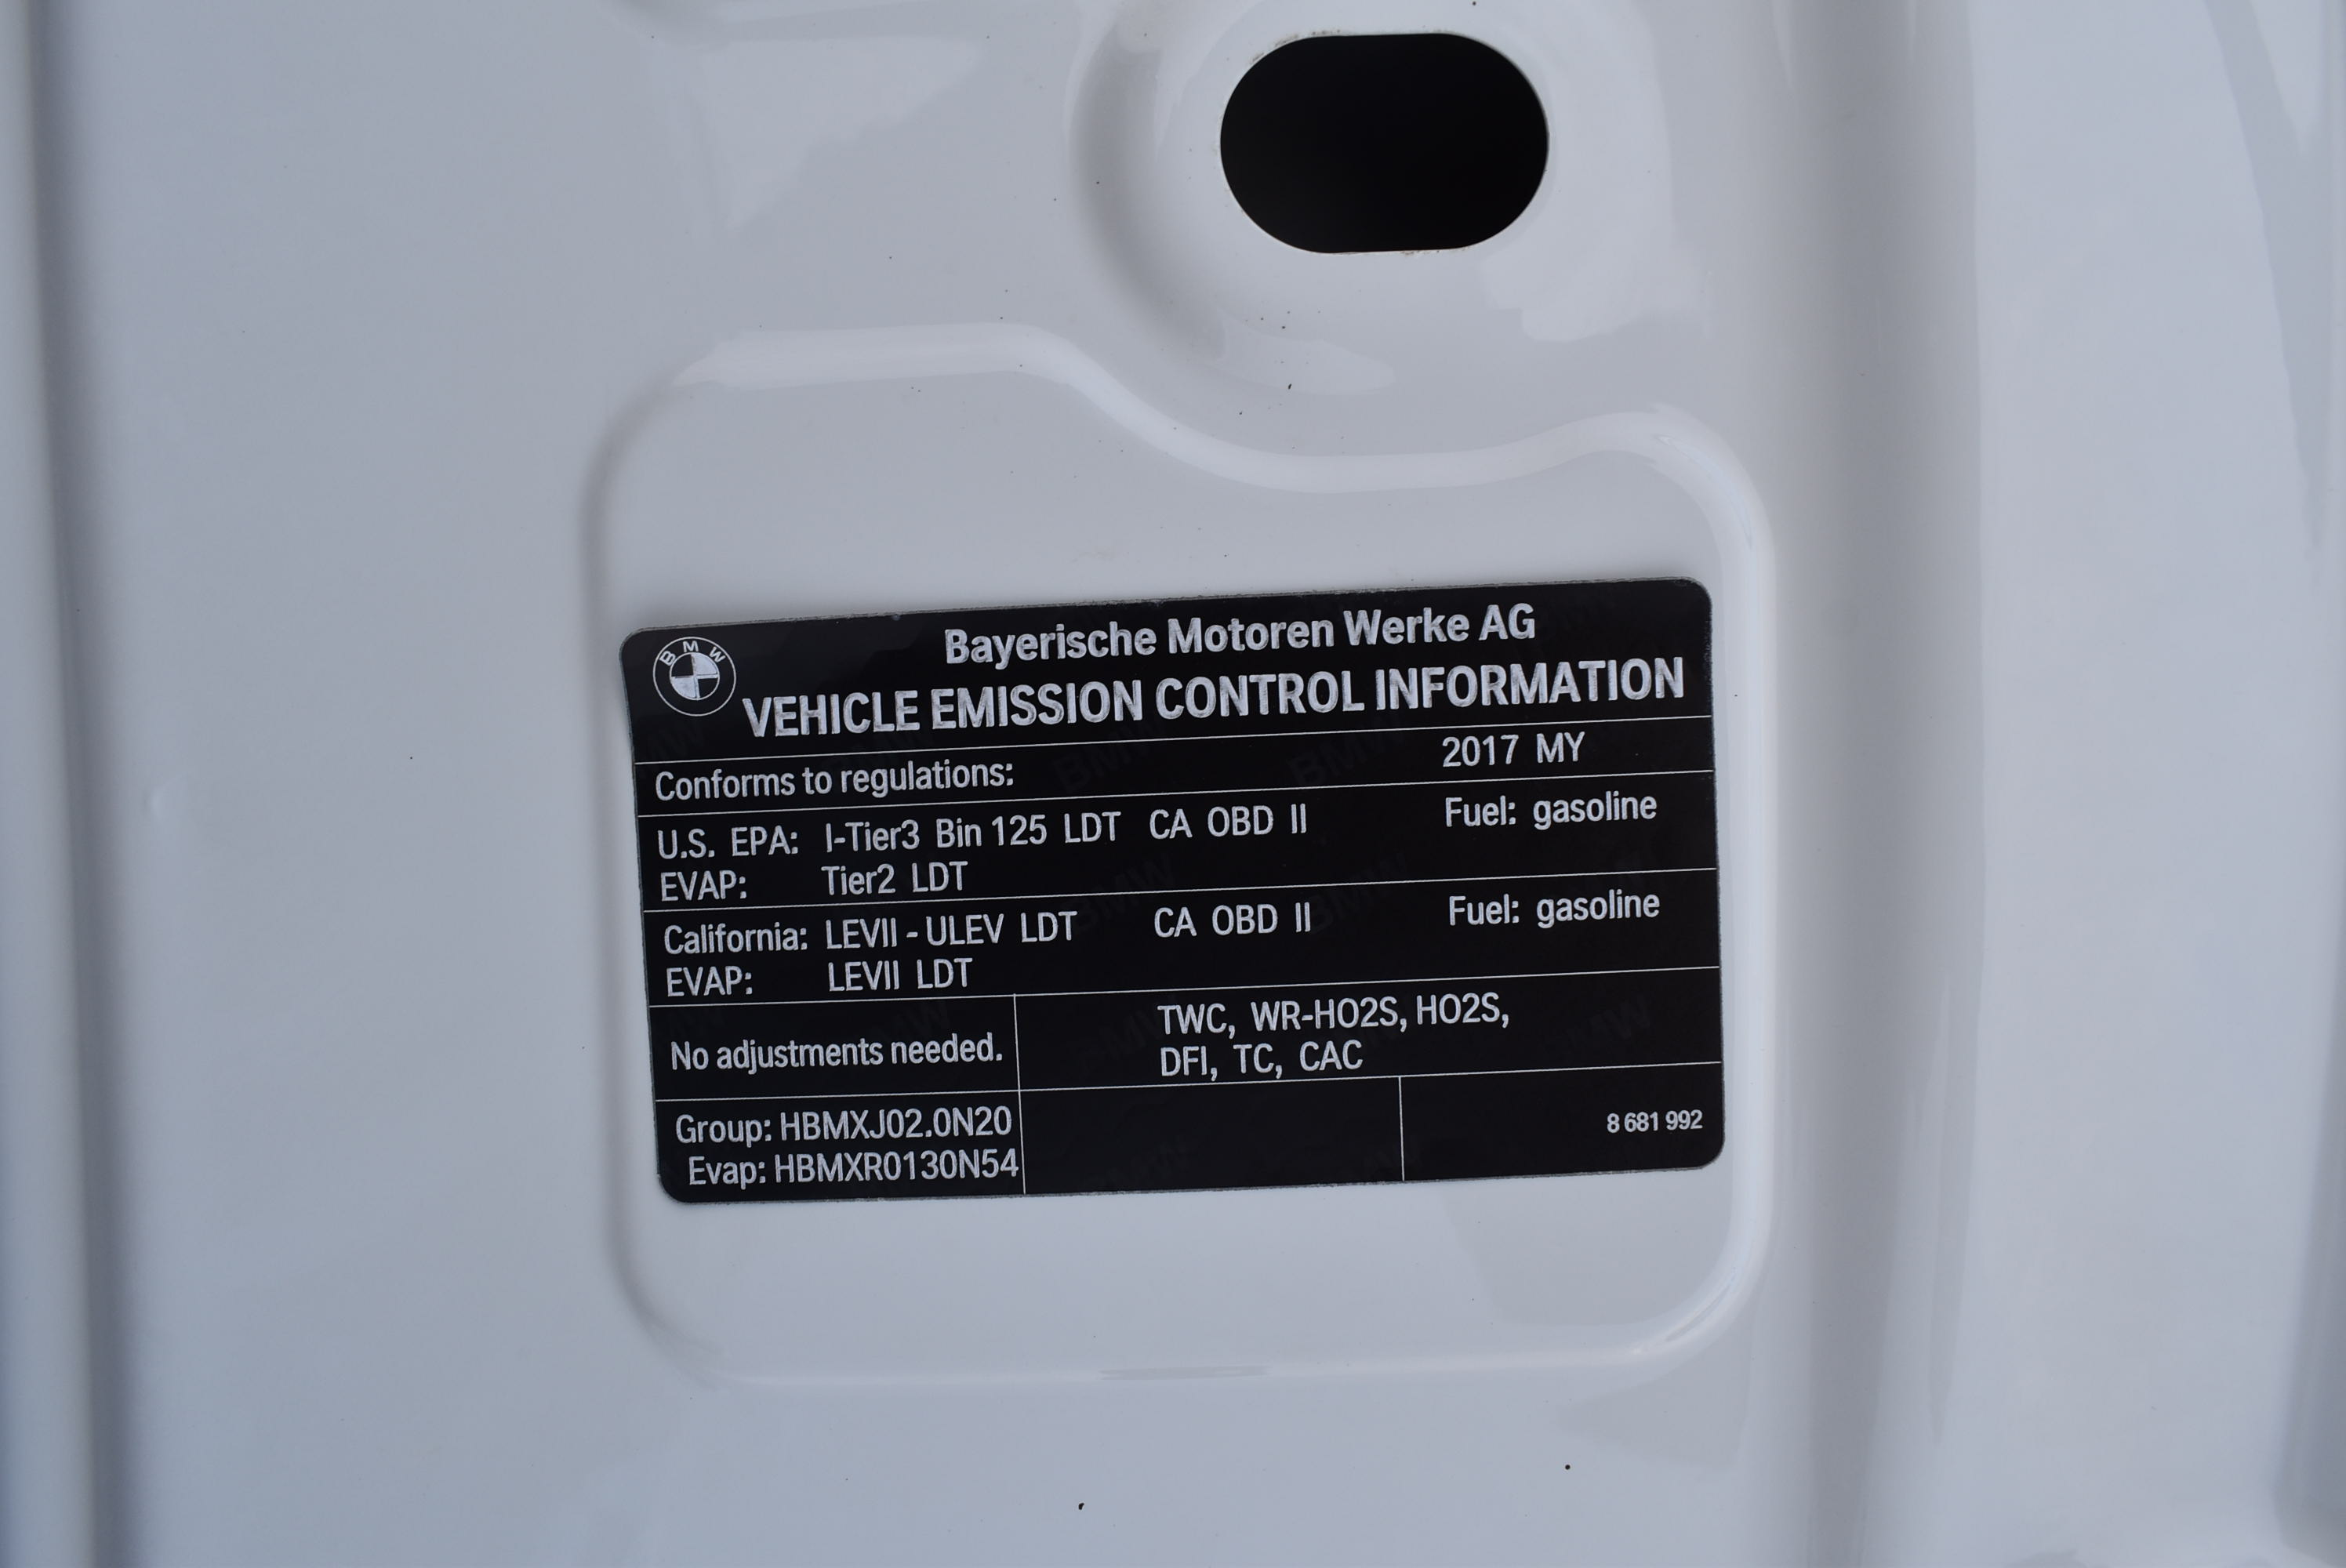 BMW
Bayerische Motoren Werke AG
VEHICLE EMISSION CONTROL INFORMATION
Conforms to regulations: 2017 MY
U.S. EPA: I-Tier3 Bin 125 LDT CA OBD II Fuel: gasoline
EVAP: Tier2 LDT
California: LEVII - ULEV LDT CA OBD II Fuel: gasoline
EVAP: LEVII LDT
No adjustments needed.
TWC, WR-HO2S, HO2S,
DFI, TC, CAC
Group: HBMXJ02.0N20
Evap: HBMXR0130N54
8 681 992